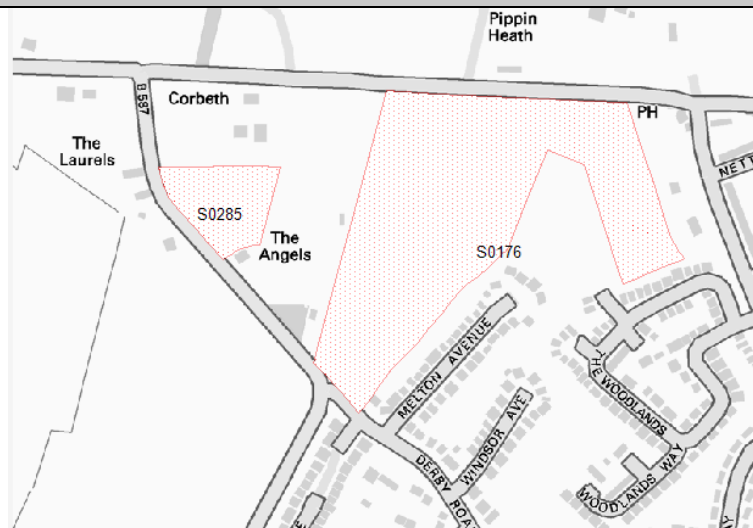 Pippin
Heath
B 587
Corbeth
PH
The
Laurels
NETT
S0285
The
Angels
S0176
MELTON AVENUE
THE WOODLANDS
WINDSOR AVE
DERBY ROAD
WOODLANDS WAY